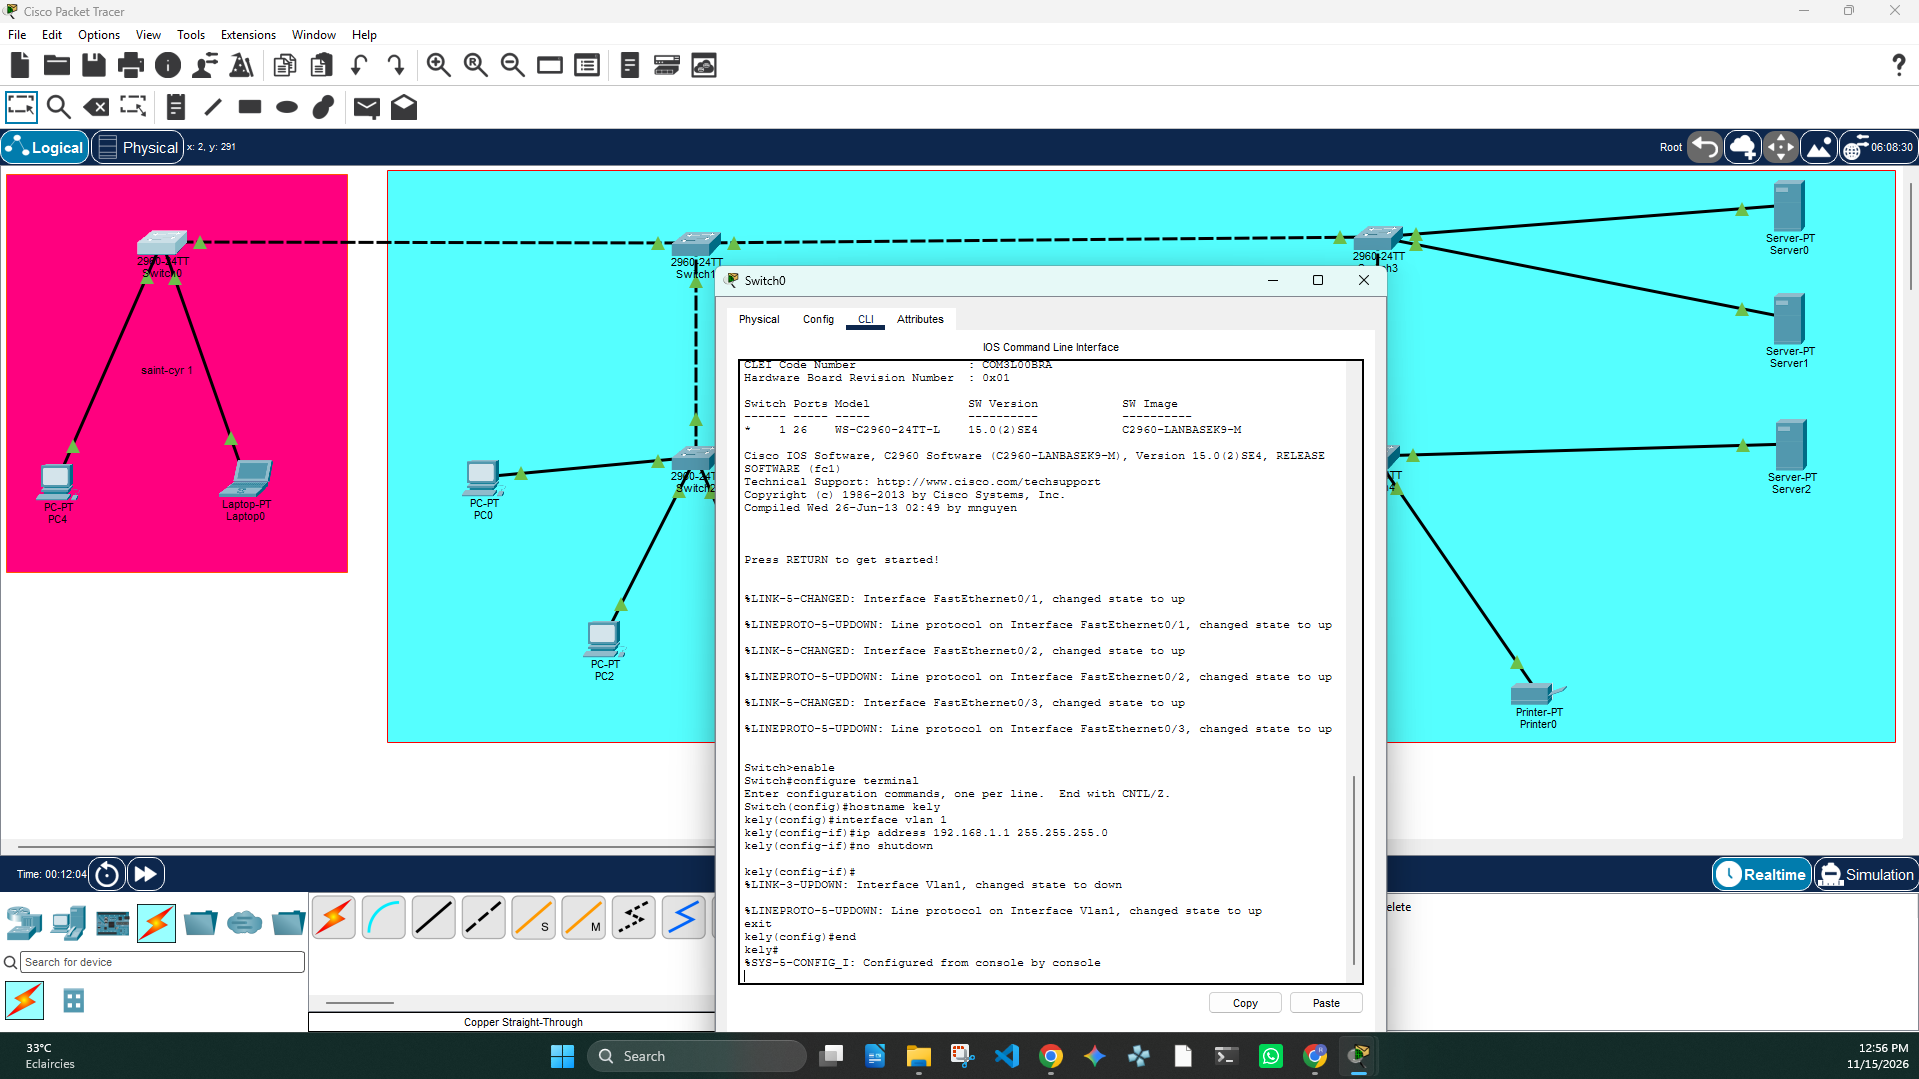 Cisco Packet Tracer
File Edit Options View Tools Extensions Window Help
Logical Physical x: 2, y: 291 Root 06:08:30
2960-24TT
Switch0
saint-cyr 1
PC-PT
PC4
Laptop-PT
Laptop0
2960-24TT
Switch1
2960-24TT
Server-PT
Server0
Server-PT
Server1
PC-PT
PC0
Switch2
PC-PT
PC2
Server-PT
Server2
Printer-PT
Printer0
Switch0
Physical Config CLI Attributes
IOS Command Line Interface
CLEI Code Number : COM3L00BRA
Hardware Board Revision Number : 0x01
Switch Ports Model SW Version SW Image
------ ----- ----- ---------- ----------
* 1 26 WS-C2960-24TT-L 15.0(2)SE4 C2960-LANBASEK9-M
Cisco IOS Software, C2960 Software (C2960-LANBASEK9-M), Version 15.0(2)SE4, RELEASE
SOFTWARE (fc1)
Technical Support: http://www.cisco.com/techsupport
Copyright (c) 1986-2013 by Cisco Systems, Inc.
Compiled Wed 26-Jun-13 02:49 by mnguyen
Press RETURN to get started!
%LINK-5-CHANGED: Interface FastEthernet0/1, changed state to up
%LINEPROTO-5-UPDOWN: Line protocol on Interface FastEthernet0/1, changed state to up
%LINK-5-CHANGED: Interface FastEthernet0/2, changed state to up
%LINEPROTO-5-UPDOWN: Line protocol on Interface FastEthernet0/2, changed state to up
%LINK-5-CHANGED: Interface FastEthernet0/3, changed state to up
%LINEPROTO-5-UPDOWN: Line protocol on Interface FastEthernet0/3, changed state to up
Switch>enable
Switch#configure terminal
Enter configuration commands, one per line. End with CNTL/Z.
Switch(config)#hostname kely
kely(config)#interface vlan 1
kely(config-if)#ip address 192.168.1.1 255.255.255.0
kely(config-if)#no shutdown
kely(config-if)#
%LINK-3-UPDOWN: Interface Vlan1, changed state to down
%LINEPROTO-5-UPDOWN: Line protocol on Interface Vlan1, changed state to up
exit
kely(config)#end
kely#
%SYS-5-CONFIG_I: Configured from console by console
Copy Paste
Time: 00:12:04
Realtime Simulation
elete
S
M
Search for device
Copper Straight-Through
33°C
Eclaircies
Search
12:56 PM
11/15/2026